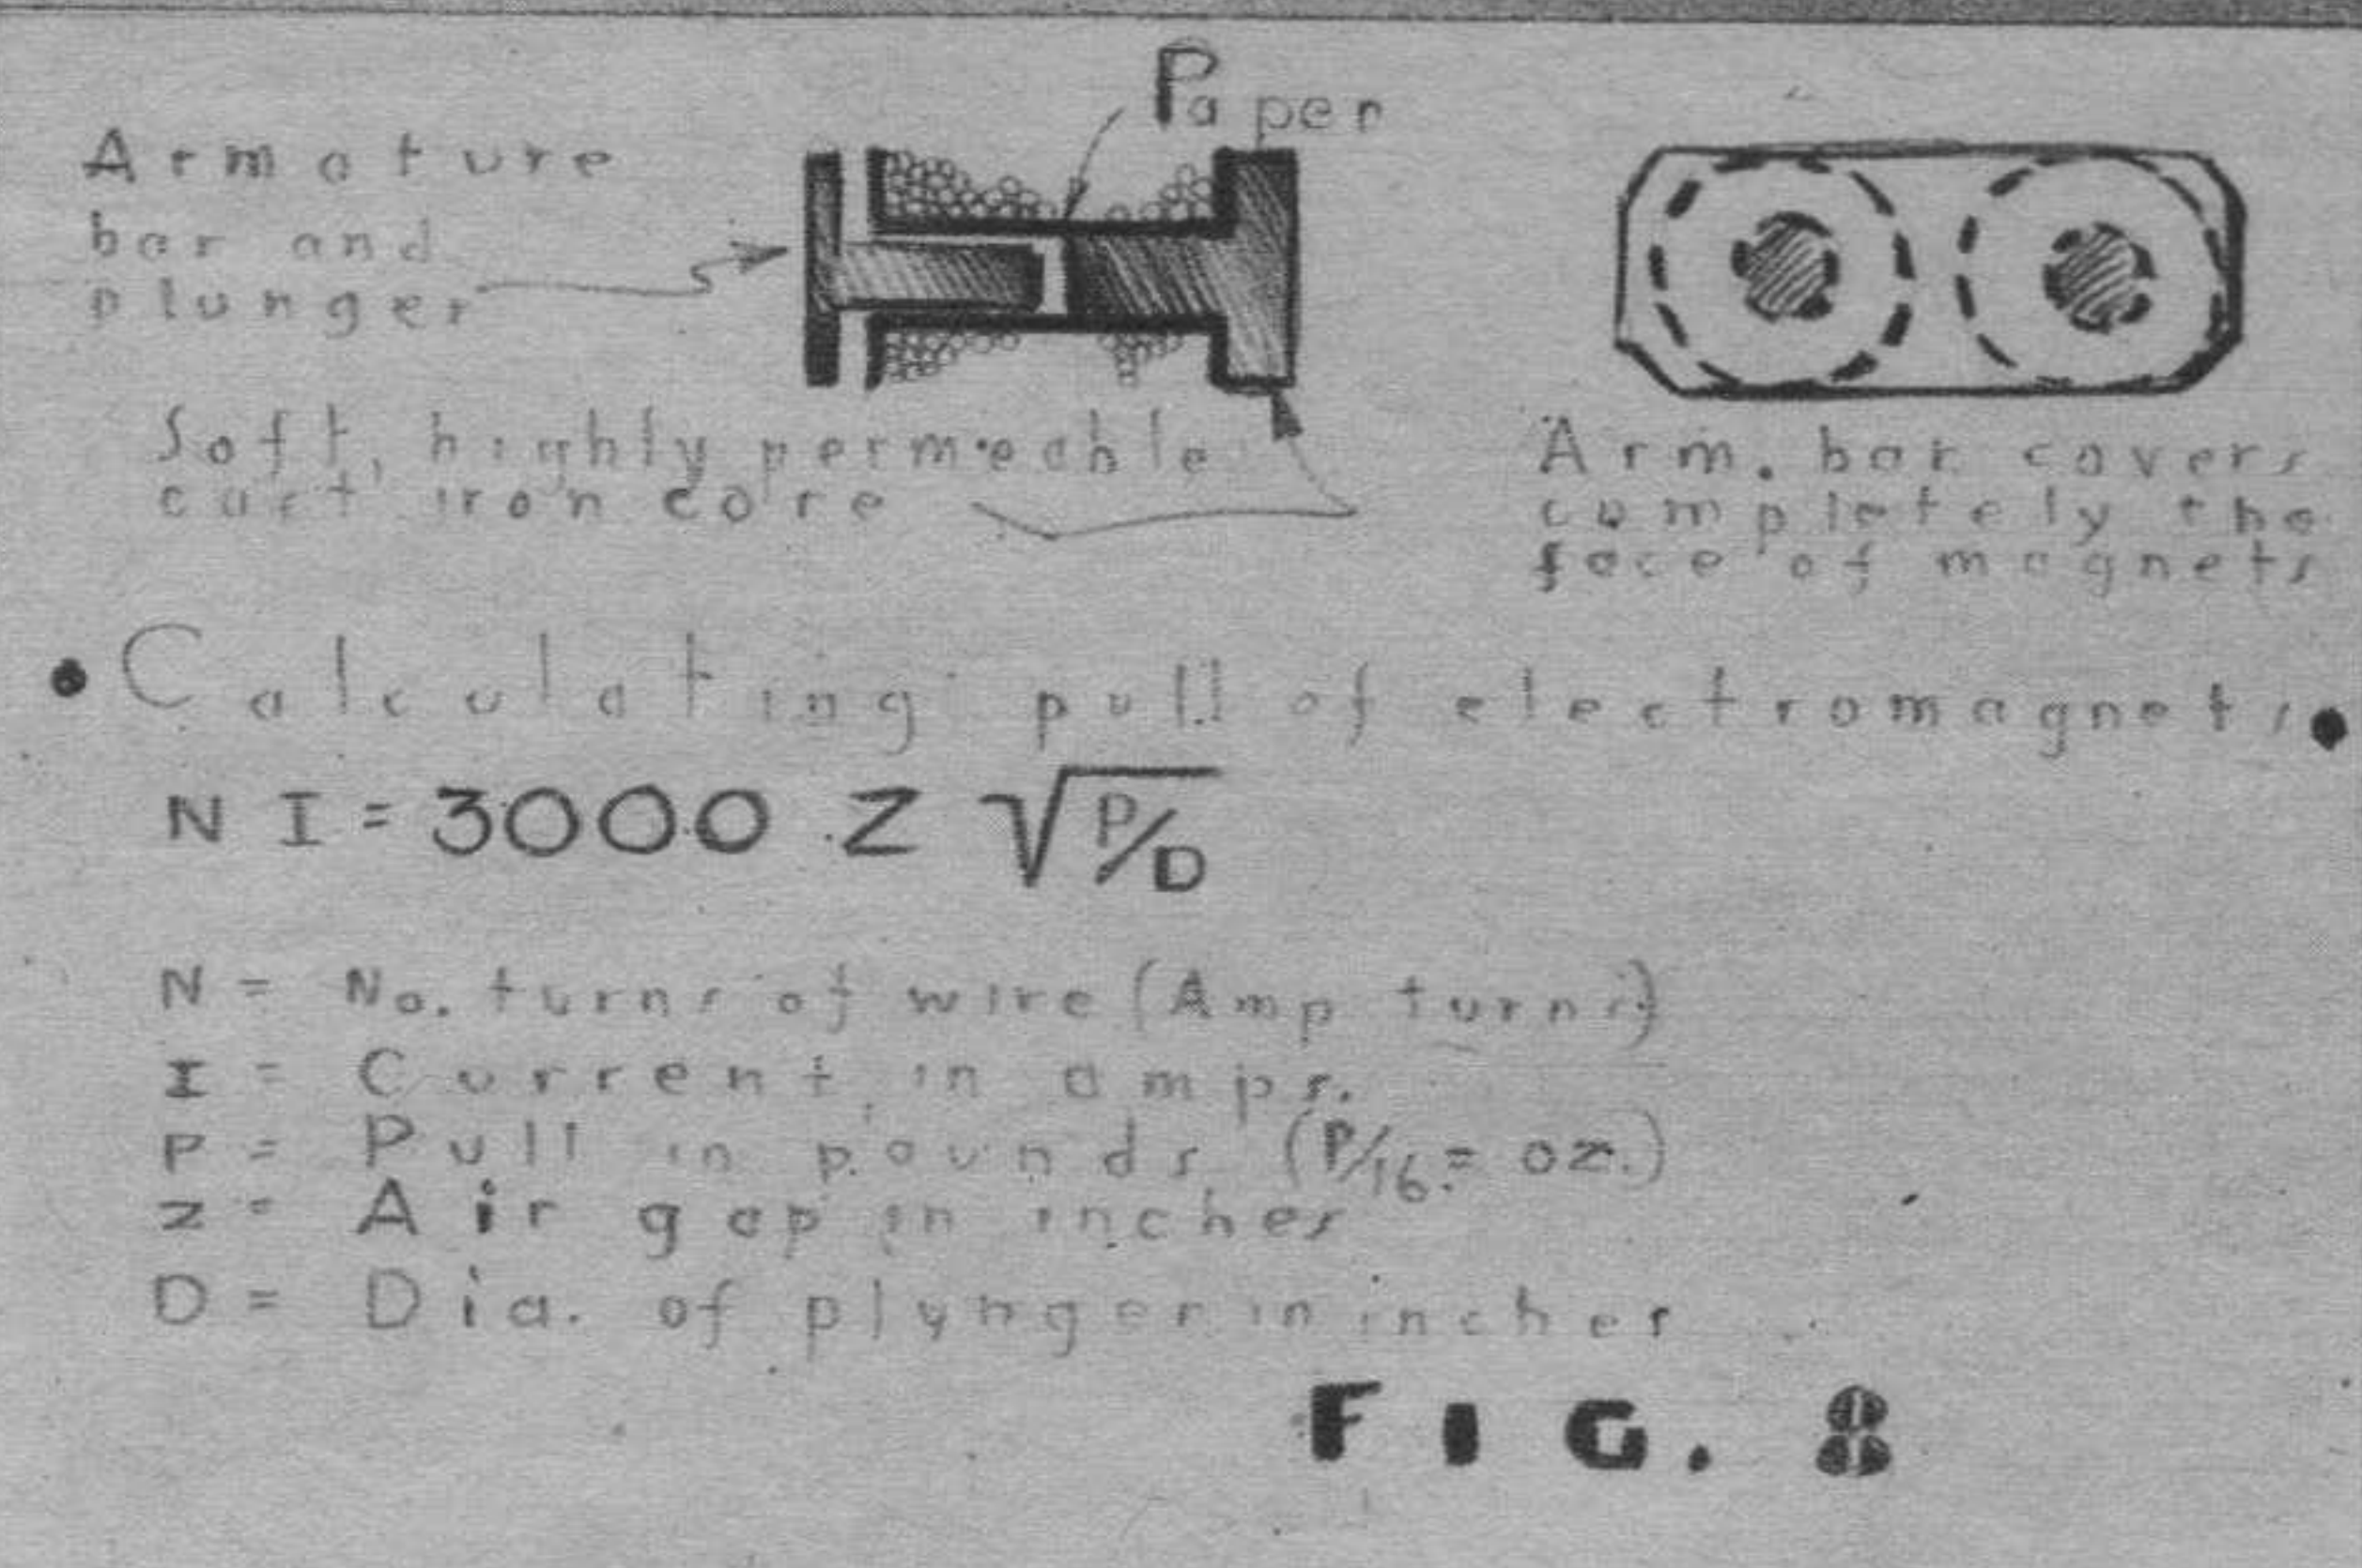 Paper
Armature
bar and
plunger
Soft, highly permeable
cast iron core
Arm. bar covers
completely the
face of magnets
• Calculating pull of electromagnets •
N I = 3000 Z √P/D
N = No. turns of wire (Amp turns)
I = Current in amps.
P = Pull in pounds (P/16 = oz.)
Z = Air gap in inches
D = Dia. of plunger in inches
FIG. 8